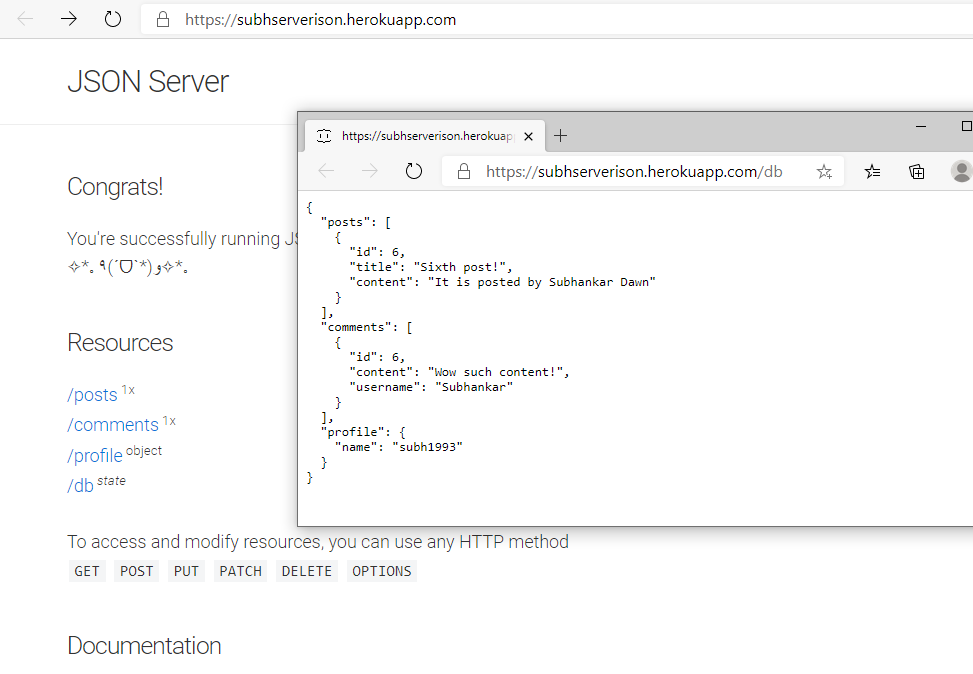 https://subhserverison.herokuapp.com
JSON Server
Congrats!
You're successfully running JS
✧*｡٩(ˊᗜˋ*)و✧*｡
Resources
/posts 1x
/comments 1x
/profile object
/db state
To access and modify resources, you can use any HTTP method
GET POST PUT PATCH DELETE OPTIONS
Documentation
https://subhserverison.herokuap
https://subhserverison.herokuapp.com/db
{
"posts": [
{
"id": 6,
"title": "Sixth post!",
"content": "It is posted by Subhankar Dawn"
}
],
"comments": [
{
"id": 6,
"content": "Wow such content!",
"username": "Subhankar"
}
],
"profile": {
"name": "subh1993"
}
}